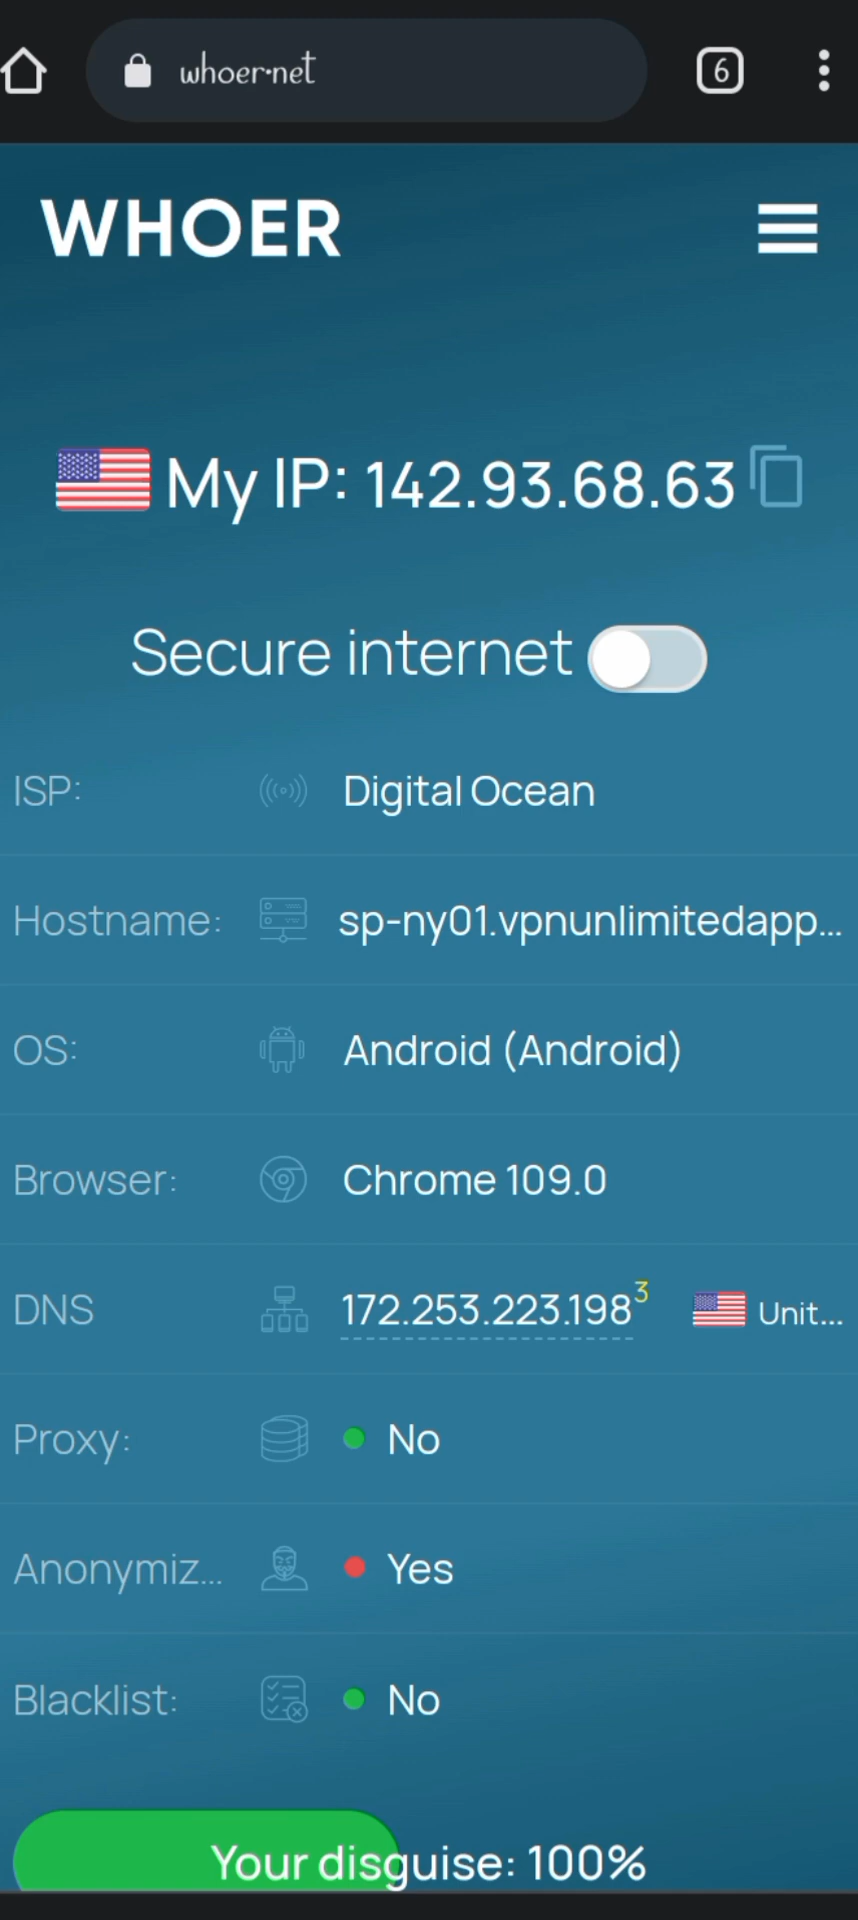 whoer.net
6
WHOER
My IP: 142.93.68.63
Secure internet
ISP: Digital Ocean
Hostname: sp-ny01.vpnunlimitedapp...
OS: Android (Android)
Browser: Chrome 109.0
DNS 172.253.223.198 3 Unit...
Proxy: No
Anonymiz... Yes
Blacklist: No
Your disguise: 100%